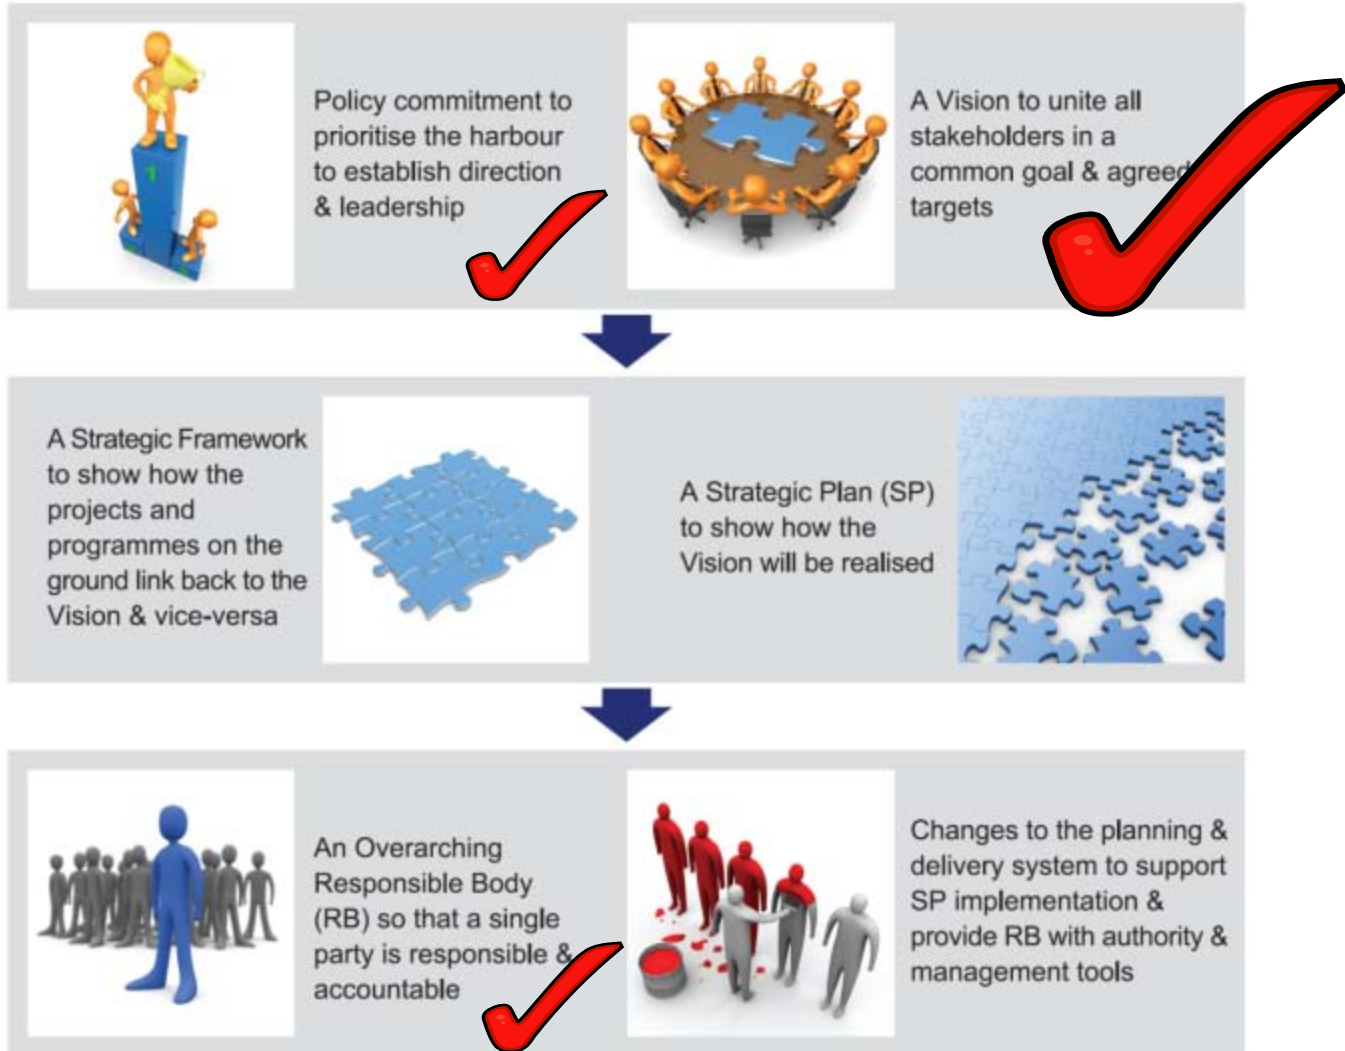 Policy commitment to
prioritise the harbour
to establish direction
& leadership
A Vision to unite all
stakeholders in a
common goal & agreed
targets
A Strategic Framework
to show how the
projects and
programmes on the
ground link back to the
Vision & vice-versa
A Strategic Plan (SP)
to show how the
Vision will be realised
An Overarching
Responsible Body
(RB) so that a single
party is responsible &
accountable
Changes to the planning &
delivery system to support
SP implementation &
provide RB with authority &
management tools
1